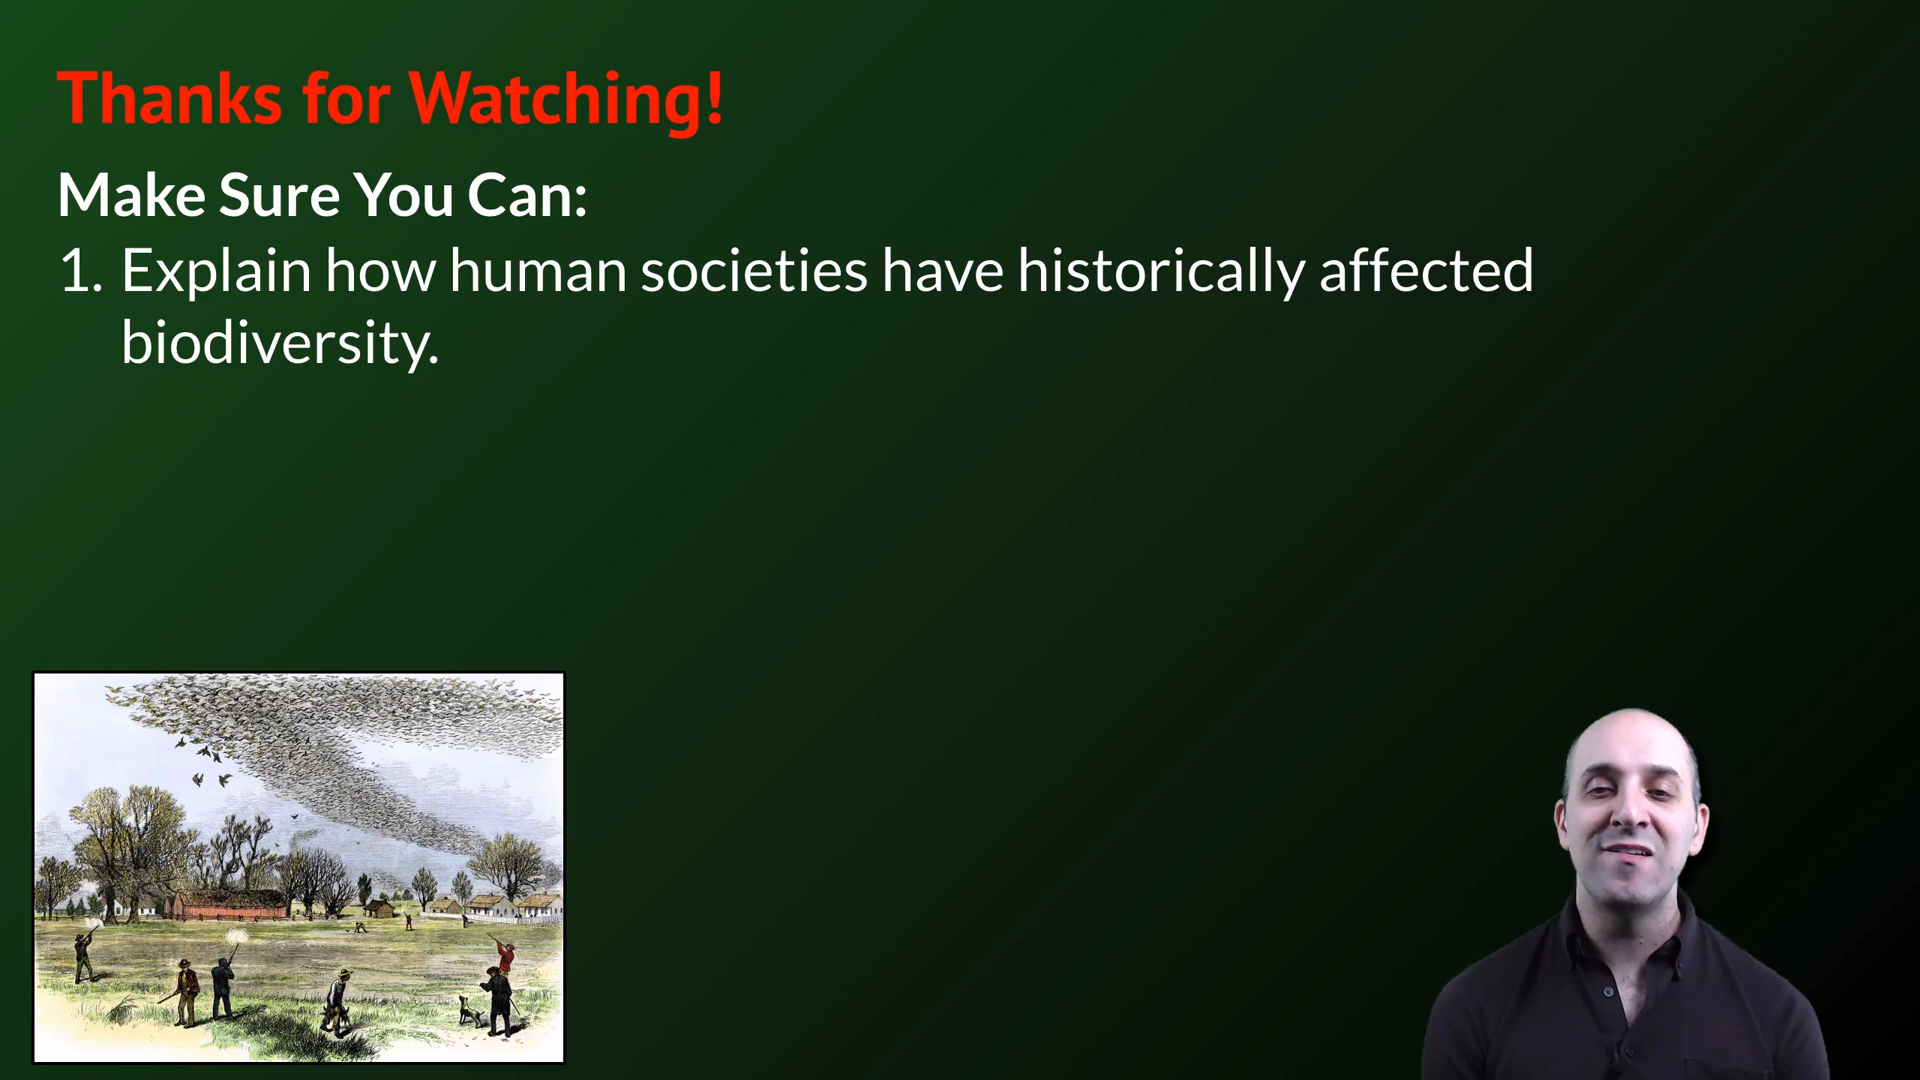 Thanks for Watching!
Make Sure You Can:
1. Explain how human societies have historically affected
biodiversity.